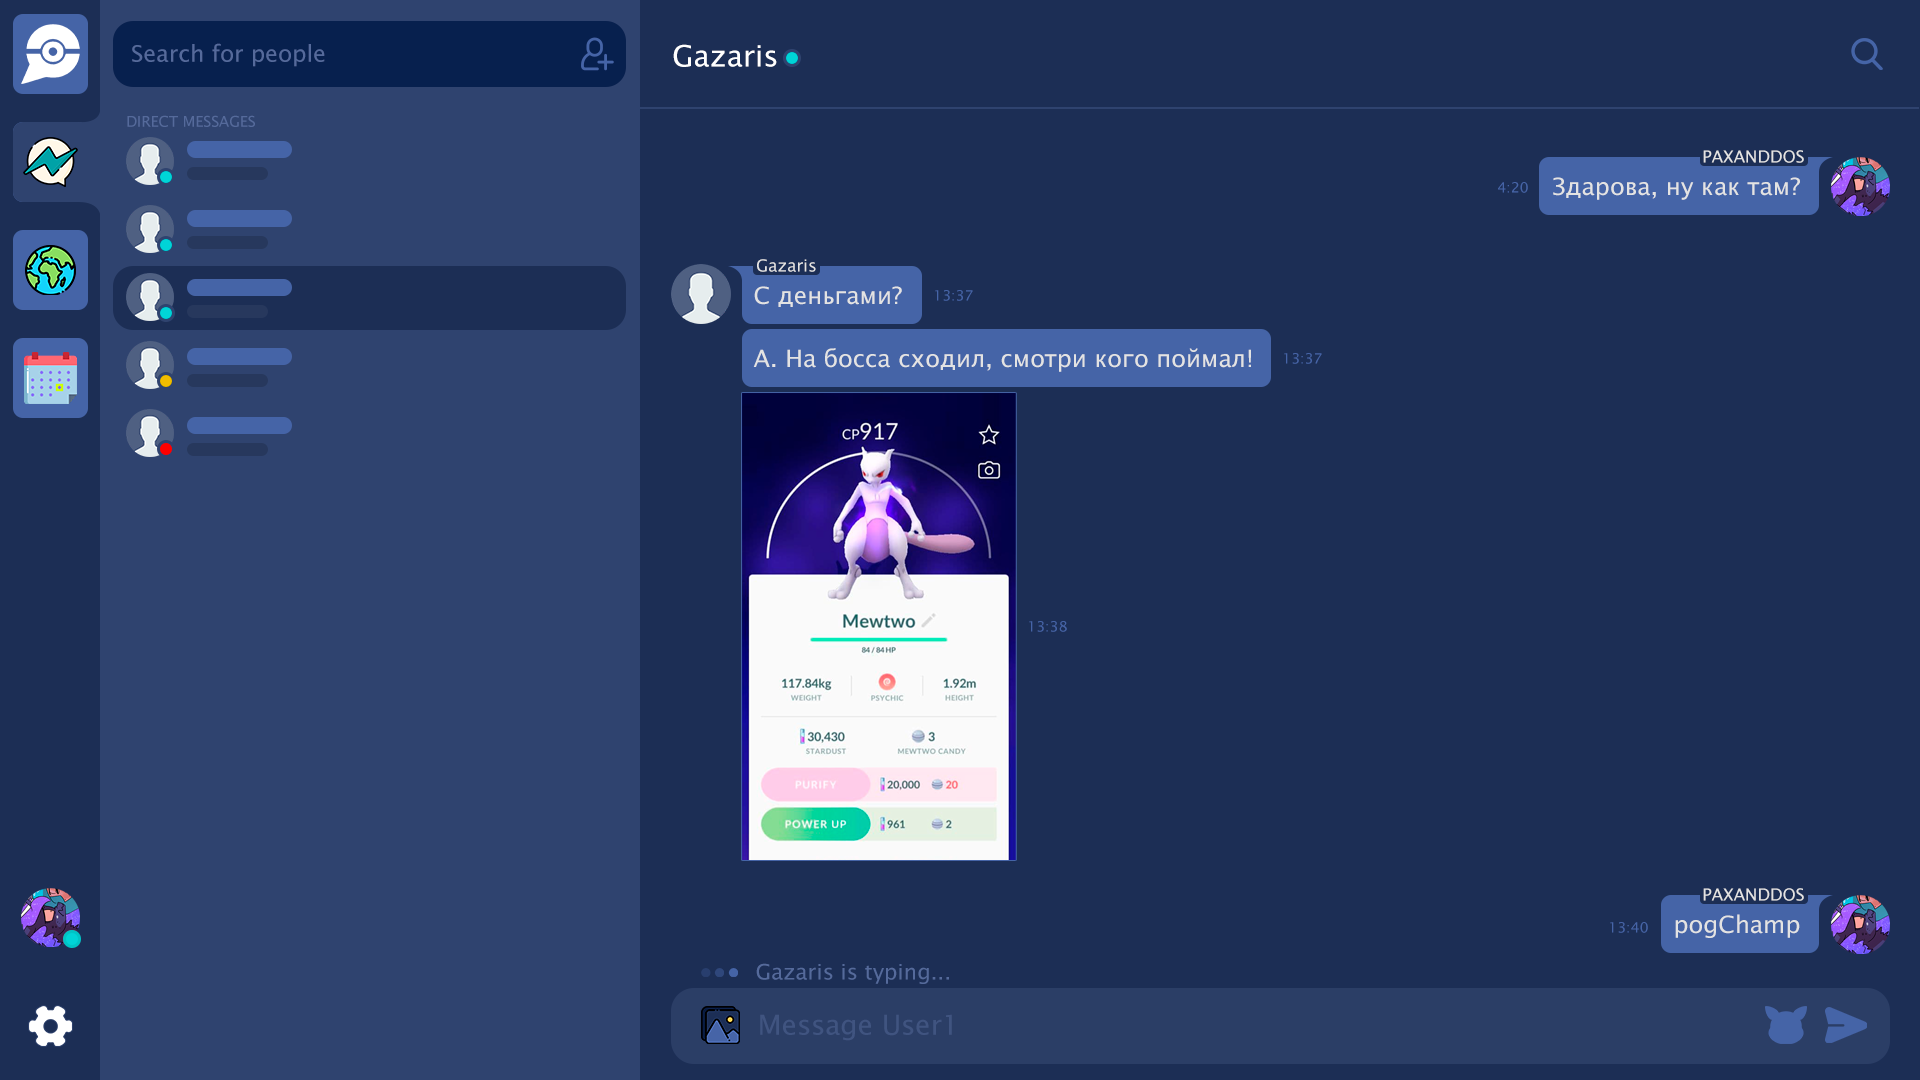 Search for people
DIRECT MESSAGES
Gazaris
PAXANDDOS
4:20
Здарова, ну как там?
Gazaris
С деньгами?
13:37
А. На босса сходил, смотри кого поймал!
13:37
CP917
Mewtwo
84 / 84 HP
117.84kg
WEIGHT
PSYCHIC
1.92m
HEIGHT
30,430
STARDUST
3
MEWTWO CANDY
PURIFY
20,000
20
POWER UP
961
2
13:38
PAXANDDOS
13:40
pogChamp
Gazaris is typing...
Message User1